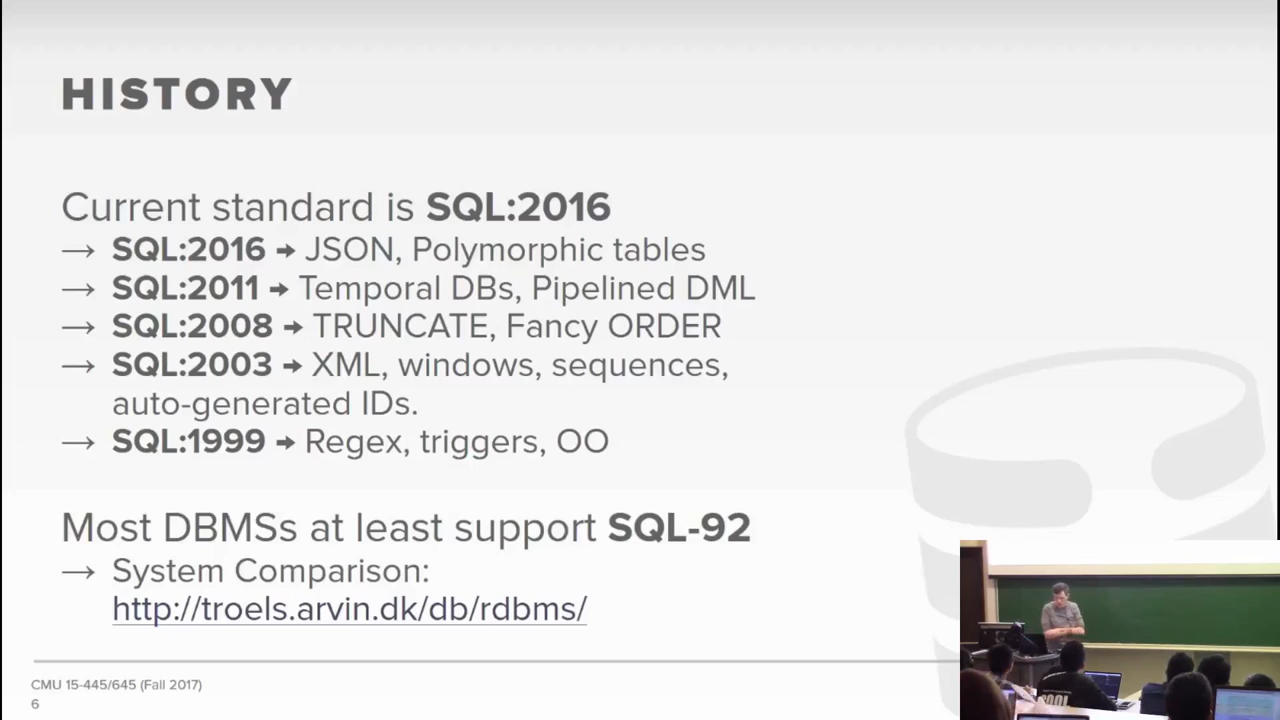 HISTORY
Current standard is SQL:2016
→ SQL:2016 → JSON, Polymorphic tables
→ SQL:2011 → Temporal DBs, Pipelined DML
→ SQL:2008 → TRUNCATE, Fancy ORDER
→ SQL:2003 → XML, windows, sequences,
auto-generated IDs.
→ SQL:1999 → Regex, triggers, OO
Most DBMSs at least support SQL-92
→ System Comparison:
http://troels.arvin.dk/db/rdbms/
CMU 15-445/645 (Fall 2017)
6